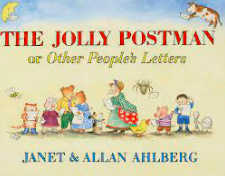 THE JOLLY POSTMAN
or Other People's Letters
JANET & ALLAN AHLBERG